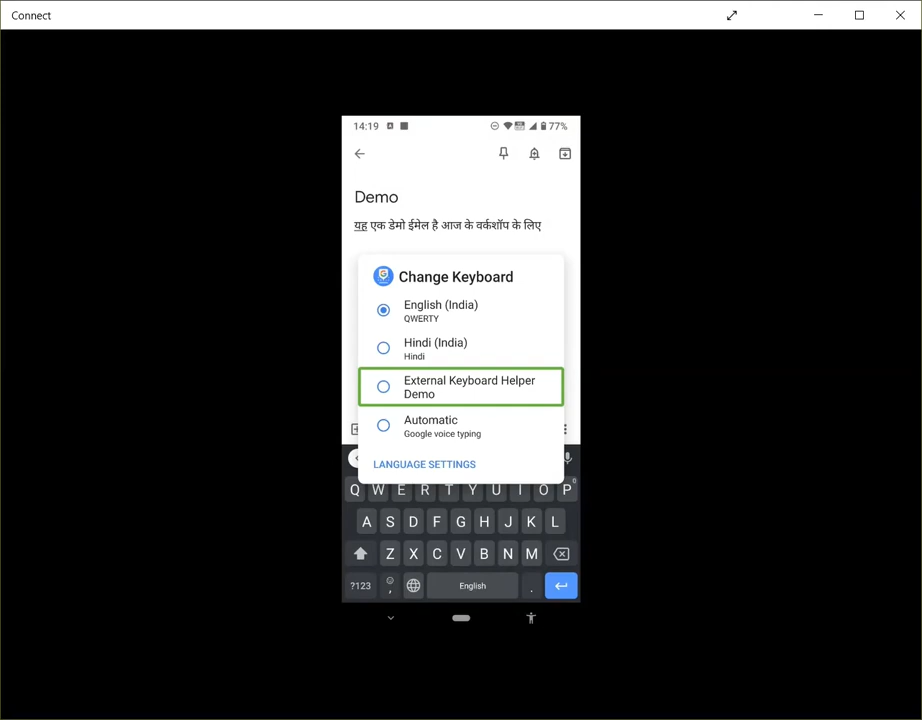 Connect
14:19 77%
Demo
यह एक डेमो ईमेल है आज के वर्कशॉप के लिए
Change Keyboard
English (India)
QWERTY
Hindi (India)
Hindi
External Keyboard Helper
Demo
Automatic
Google voice typing
LANGUAGE SETTINGS
Q W E R T Y U I O P 0
A S D F G H J K L
Z X C V B N M
?123 , English .